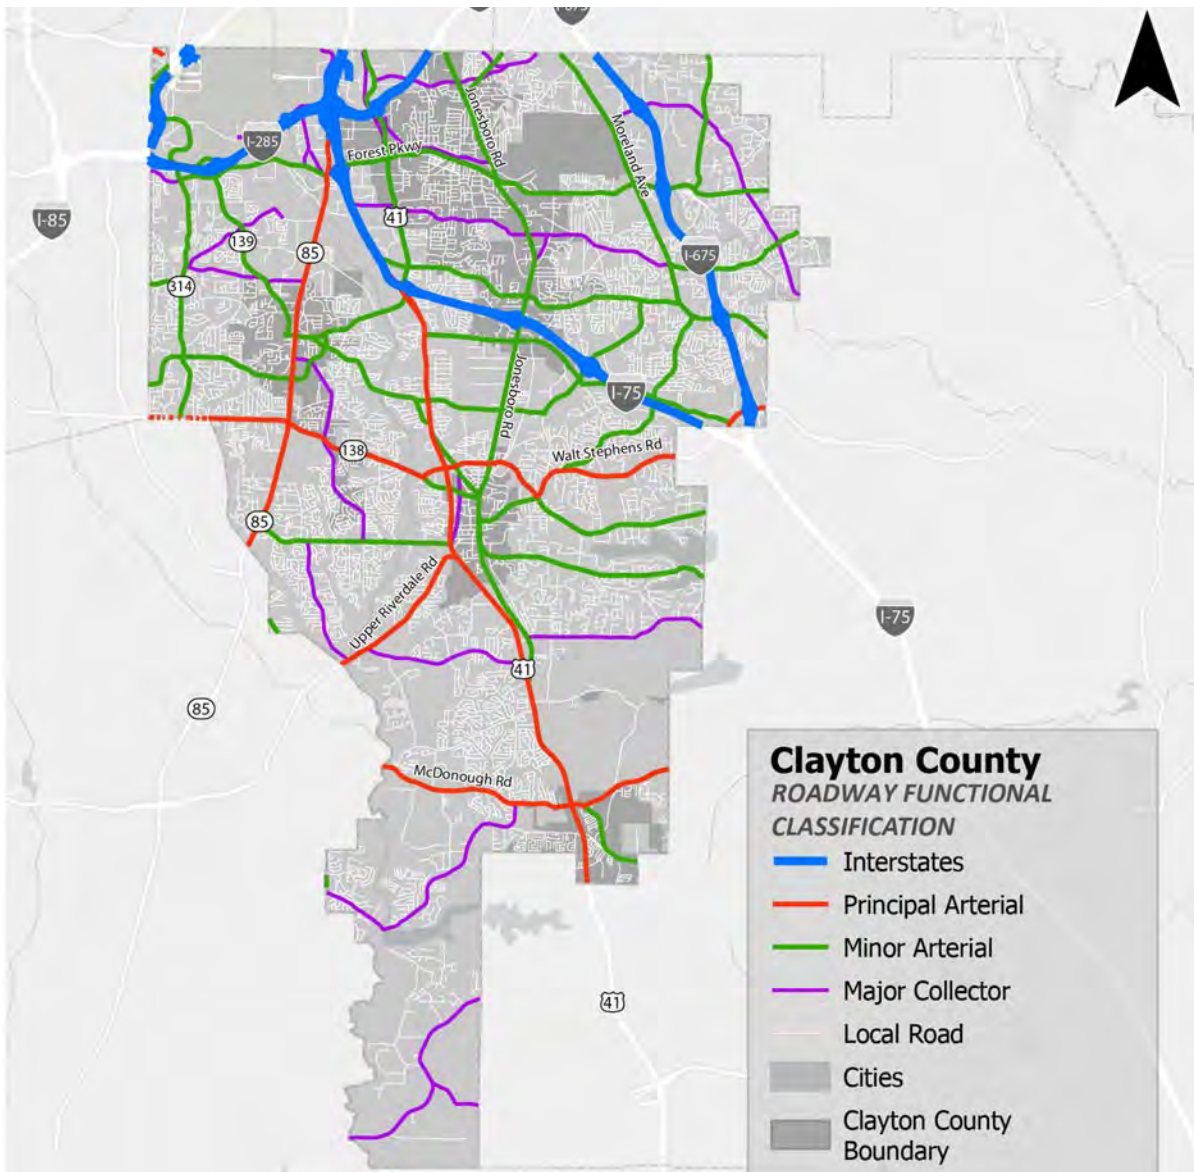 I-675
I-285
Forest Pkwy
Jonesboro Rd
Moreland Ave
I-85
41
139
85
I-675
314
Jonesboro Rd
I-75
138
Walt Stephens Rd
85
Upper Riverdale Rd
I-75
41
85
McDonough Rd
41
Clayton County
ROADWAY FUNCTIONAL
CLASSIFICATION
Interstates
Principal Arterial
Minor Arterial
Major Collector
Local Road
Cities
Clayton County
Boundary